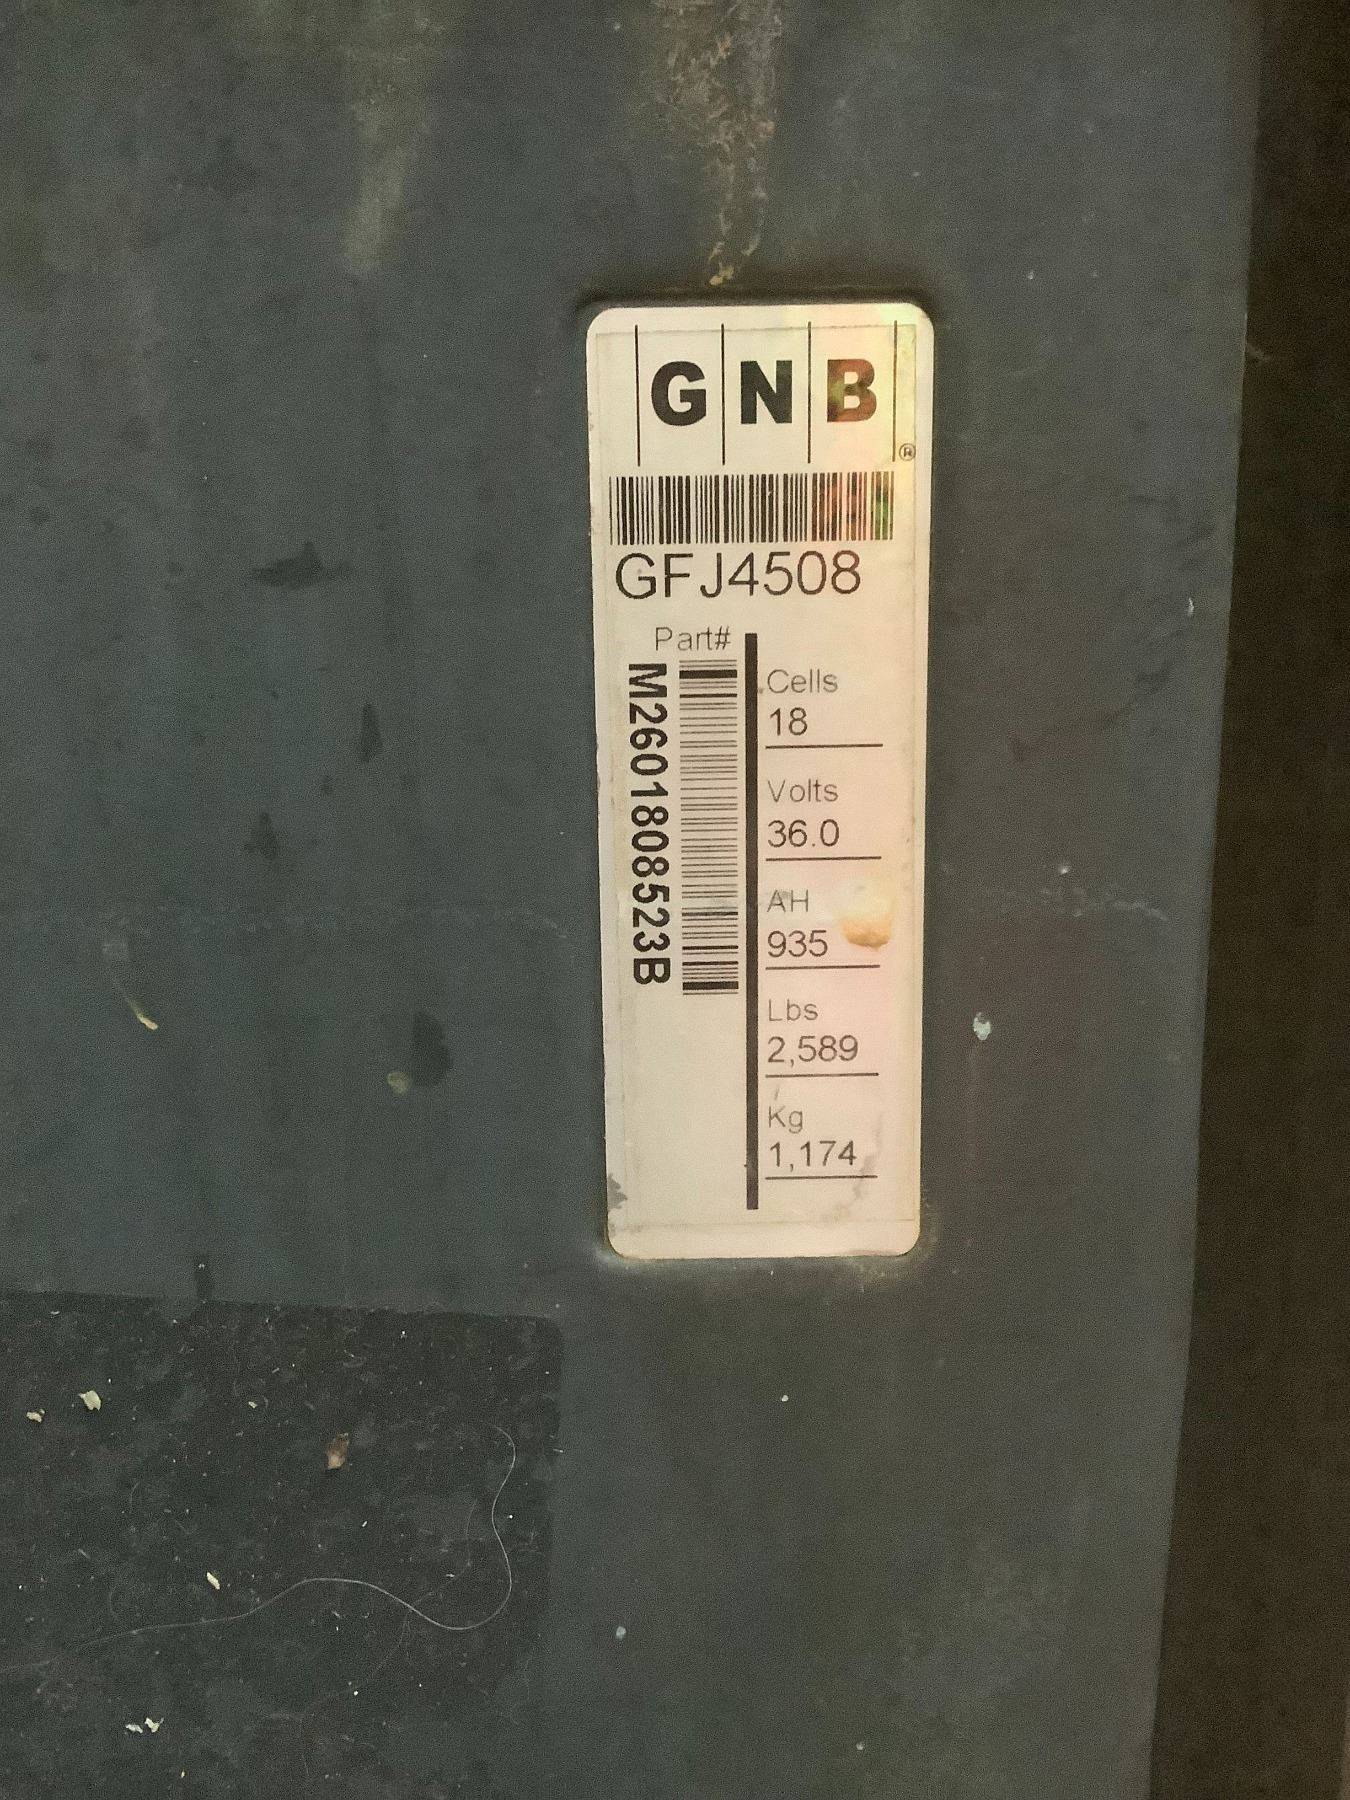 GNB
®
GFJ4508
Part#
M2601808523B
Cells
18
Volts
36.0
AH
935
Lbs
2,589
Kg
1,174